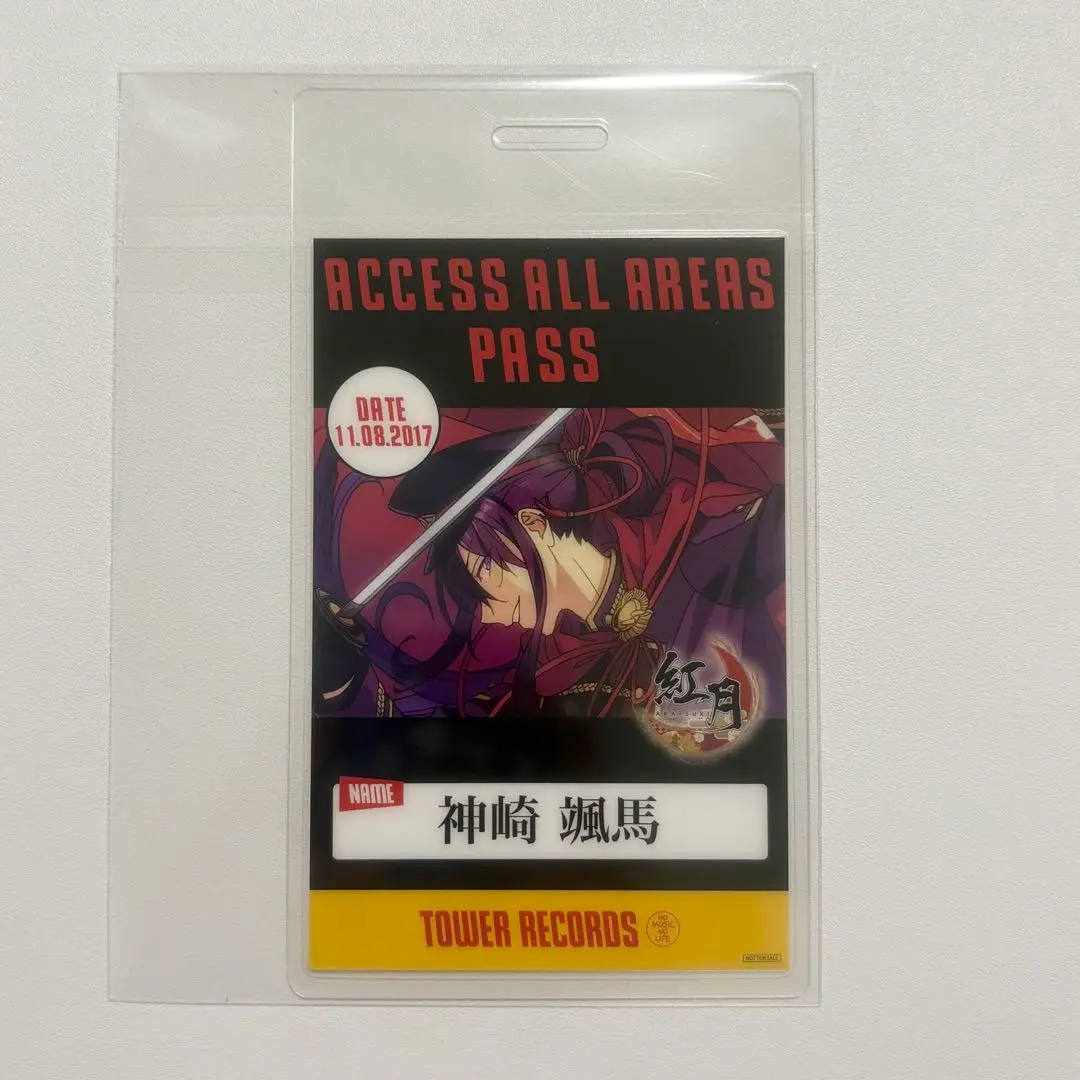 ACCESS ALL AREAS
PASS
DATE
11.08.2017
紅月
AKATSUKI
NAME
神崎 颯馬
TOWER RECORDS
NO
MUSIC,
NO
LIFE
NOT FOR SALE